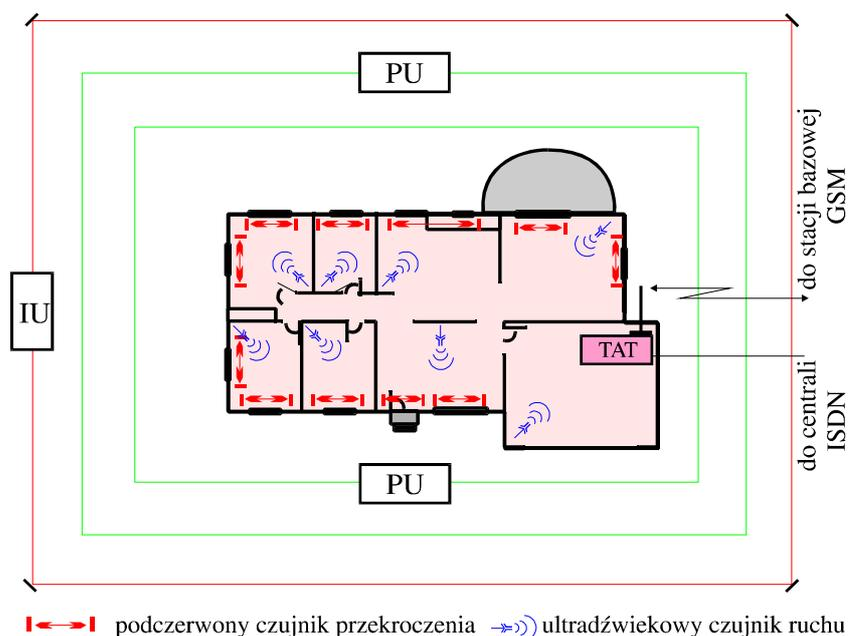 PU
do stacji bazowej
GSM
IU
TAT
do centrali
ISDN
PU
podczerwony czujnik przekroczenia
ultradźwiekowy czujnik ruchu